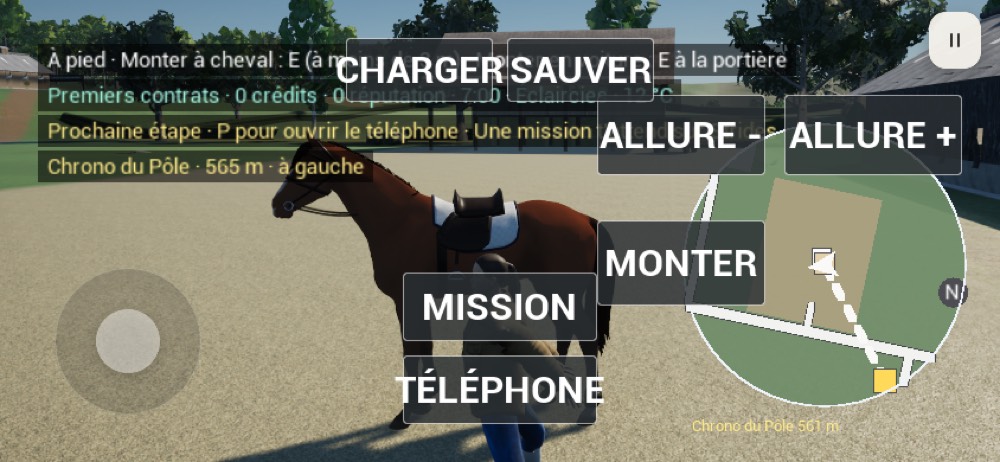 À pied · Monter à cheval : E (à m
E à la portière
CHARGER
SAUVER
Premiers contrats · 0 crédits · 0 réputation · 7:00 · Éclaircies · 12 °C
Prochaine étape · P pour ouvrir le téléphone · Une mission
ALLURE -
ALLURE +
Chrono du Pôle · 565 m · à gauche
MONTER
N
MISSION
TÉLÉPHONE
Chrono du Pôle 561 m